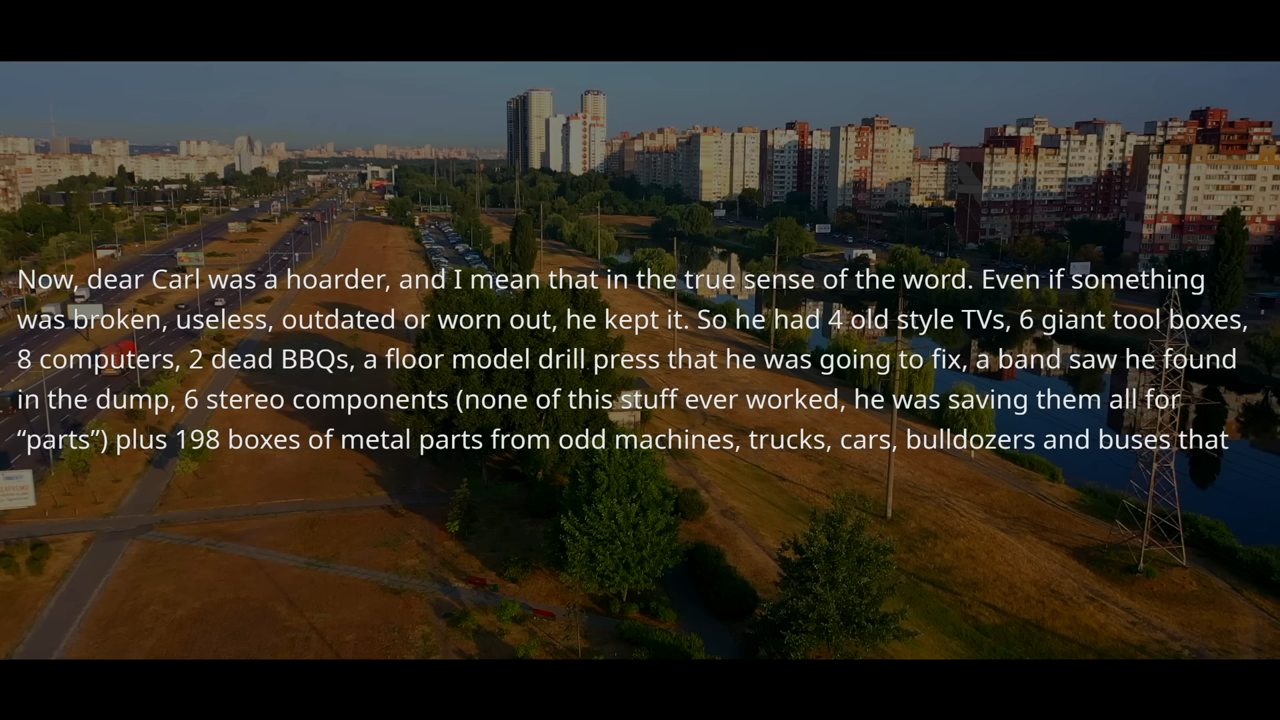 Now, dear Carl was a hoarder, and I mean that in the true sense of the word. Even if something
was broken, useless, outdated or worn out, he kept it. So he had 4 old style TVs, 6 giant tool boxes,
8 computers, 2 dead BBQs, a floor model drill press that he was going to fix, a band saw he found
in the dump, 6 stereo components (none of this stuff ever worked, he was saving them all for
“parts”) plus 198 boxes of metal parts from odd machines, trucks, cars, bulldozers and buses that